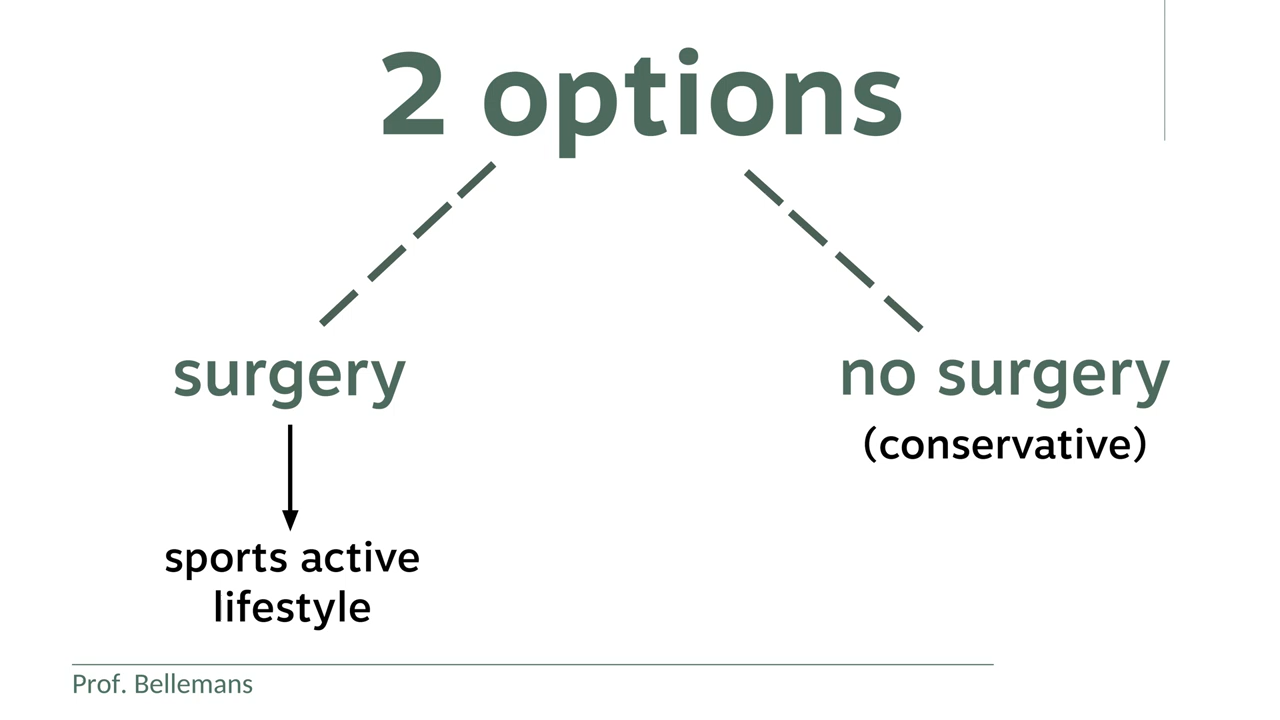 2 options
surgery
no surgery
(conservative)
sports active
lifestyle
Prof. Bellemans